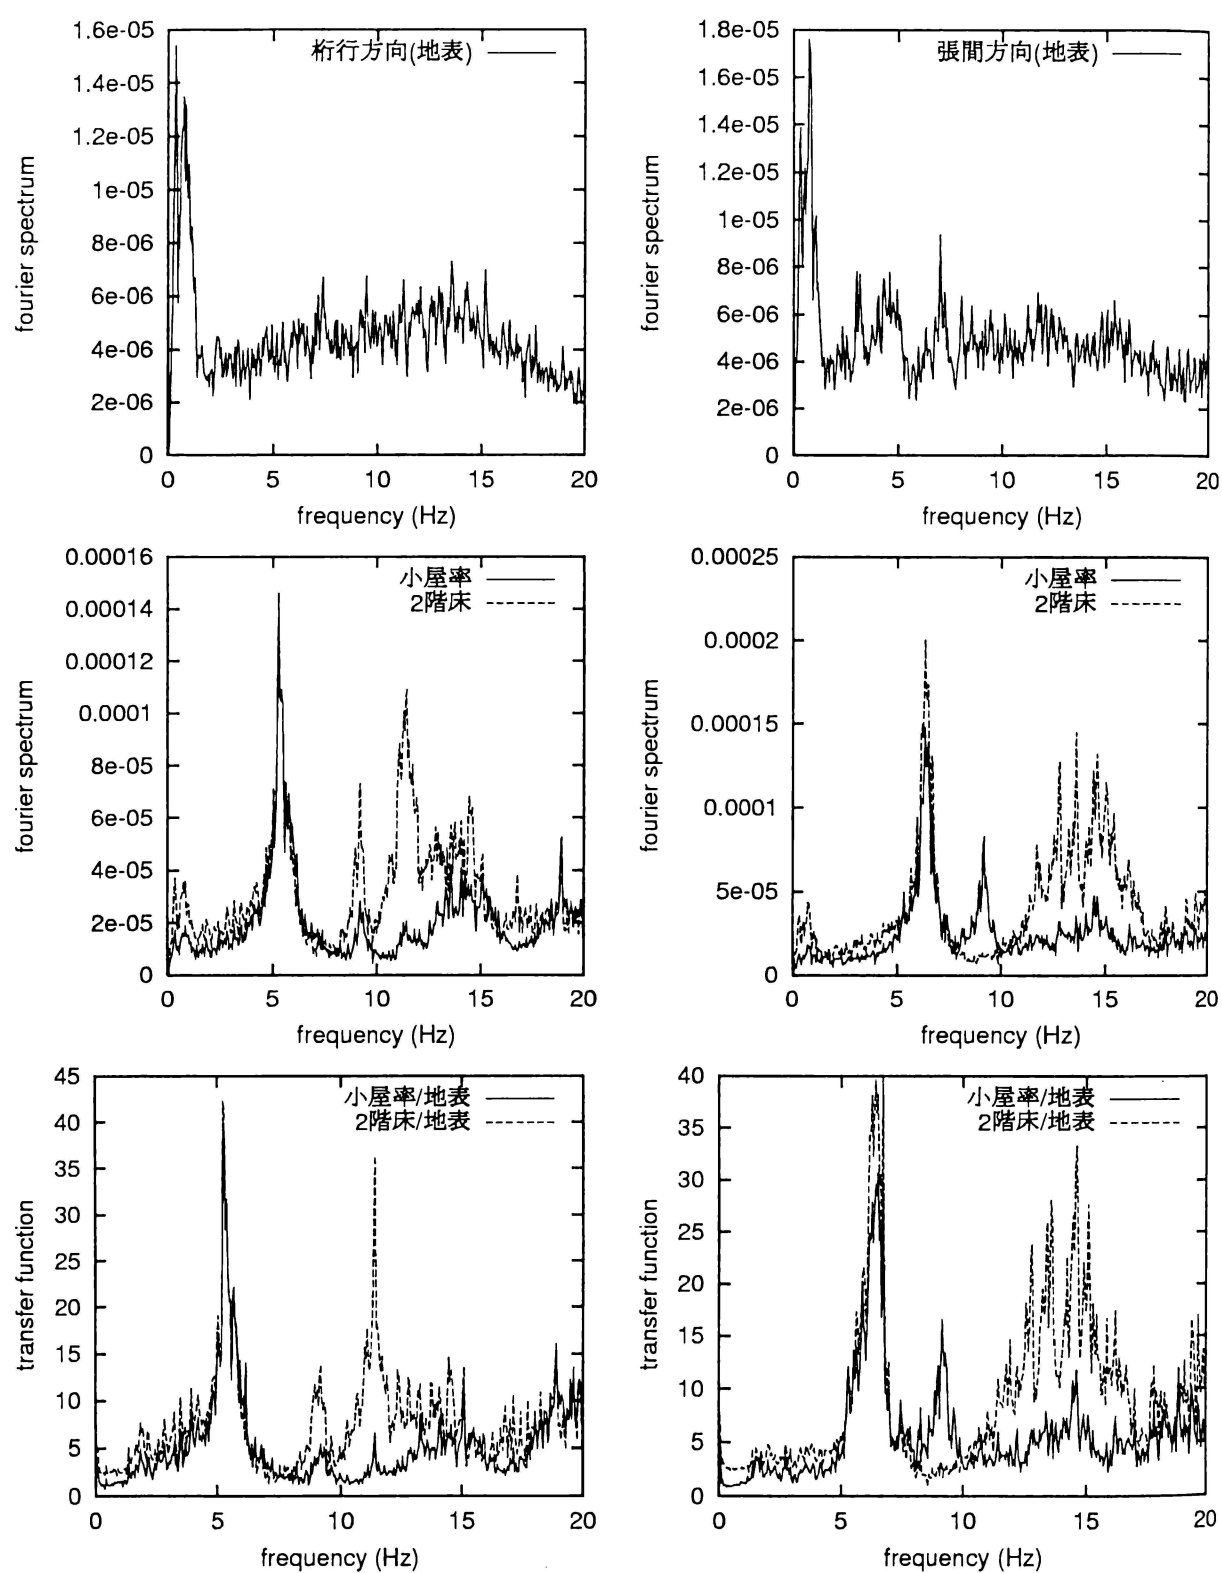 1.6e-05
1.4e-05
1.2e-05
1e-05
8e-06
6e-06
4e-06
2e-06
0
fourier spectrum
桁行方向(地表)
0 5 10 15 20
frequency (Hz)
1.8e-05
1.6e-05
1.4e-05
1.2e-05
1e-05
8e-06
6e-06
4e-06
2e-06
0
fourier spectrum
張間方向(地表)
0 5 10 15 20
frequency (Hz)
0.00016
0.00014
0.00012
0.0001
8e-05
6e-05
4e-05
2e-05
0
fourier spectrum
小屋率
2階床
0 5 10 15 20
frequency (Hz)
0.00025
0.0002
0.00015
0.0001
5e-05
0
fourier spectrum
小屋率
2階床
0 5 10 15 20
frequency (Hz)
45
40
35
30
25
20
15
10
5
0
transfer function
小屋率/地表
2階床/地表
0 5 10 15 20
frequency (Hz)
40
35
30
25
20
15
10
5
0
transfer function
小屋率/地表
2階床/地表
0 5 10 15 20
frequency (Hz)